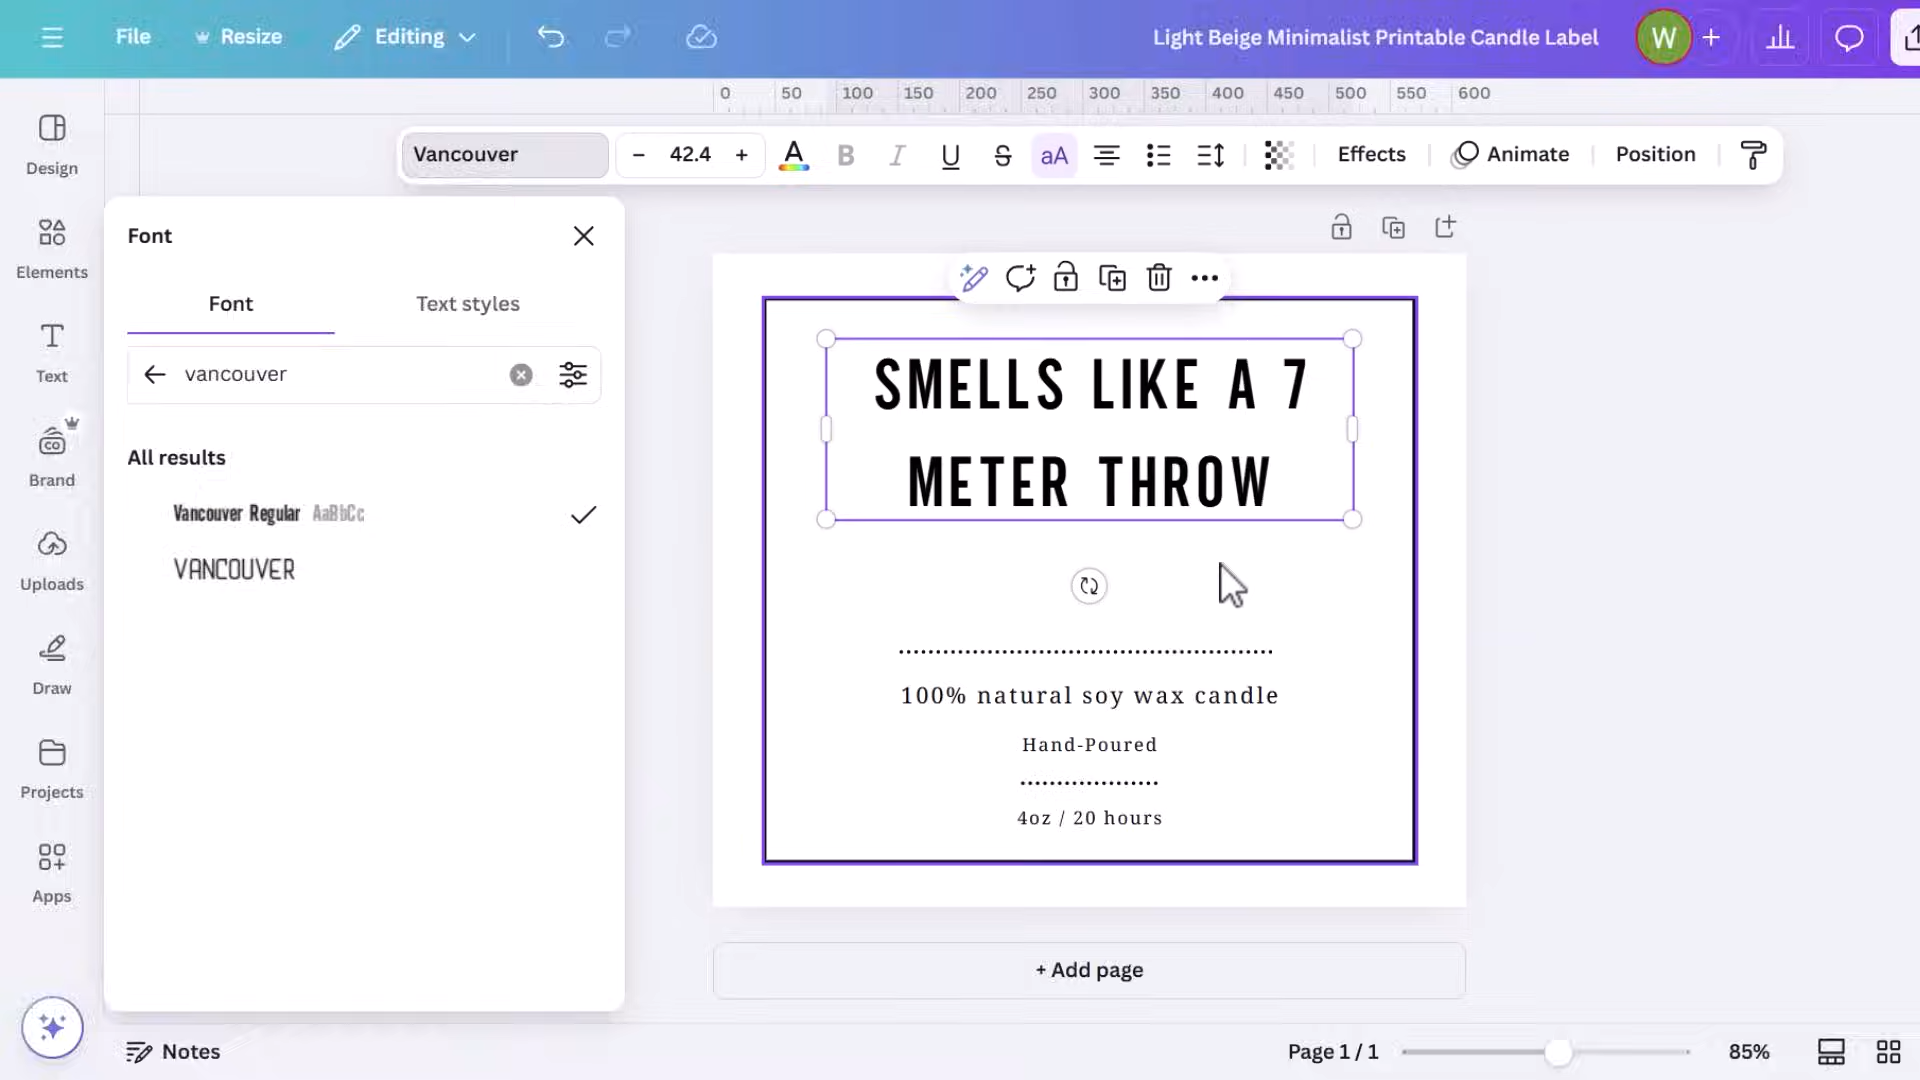 File
Resize
Editing
Light Beige Minimalist Printable Candle Label
W
0 50 100 150 200 250 300 350 400 450 500 550 600
Vancouver
– 42.4 +
A
B
I
U
S
aA
Effects
Animate
Position
Design
Elements
Text
Brand
Uploads
Draw
Projects
Apps
Font
Font
Text styles
vancouver
All results
Vancouver Regular AaBbCc
VANCOUVER
SMELLS LIKE A 7
METER THROW
100% natural soy wax candle
Hand-Poured
4oz / 20 hours
+ Add page
Notes
Page 1 / 1
85%